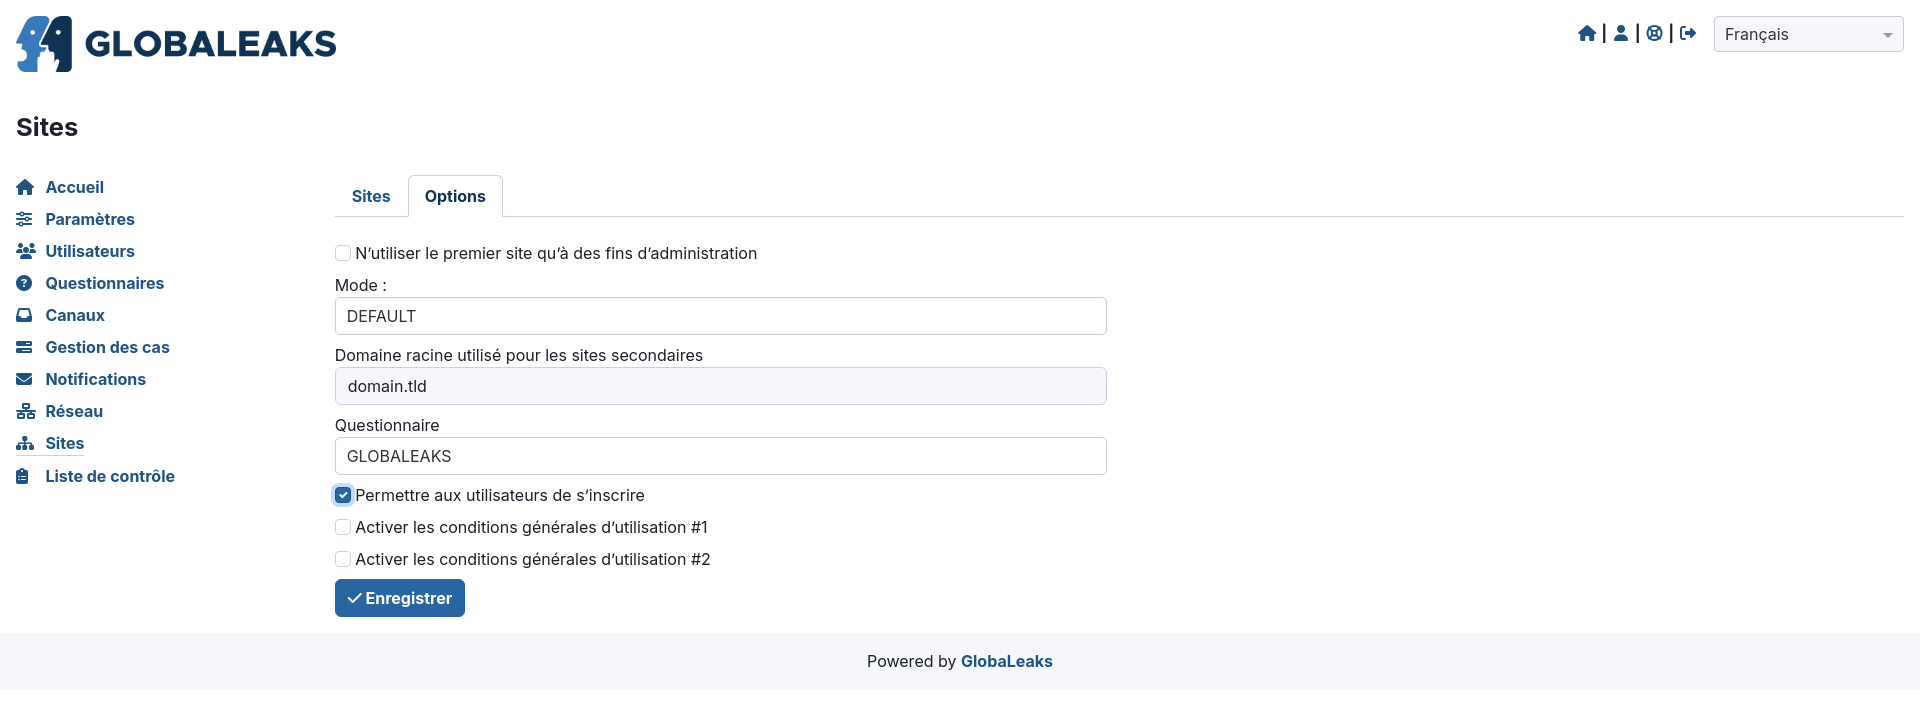 GLOBALEAKS
Français
Sites
Accueil
Paramètres
Utilisateurs
Questionnaires
Canaux
Gestion des cas
Notifications
Réseau
Sites
Liste de contrôle
Sites
Options
N’utiliser le premier site qu’à des fins d’administration
Mode :
DEFAULT
Domaine racine utilisé pour les sites secondaires
domain.tld
Questionnaire
GLOBALEAKS
Permettre aux utilisateurs de s’inscrire
Activer les conditions générales d’utilisation #1
Activer les conditions générales d’utilisation #2
Enregistrer
Powered by GlobaLeaks